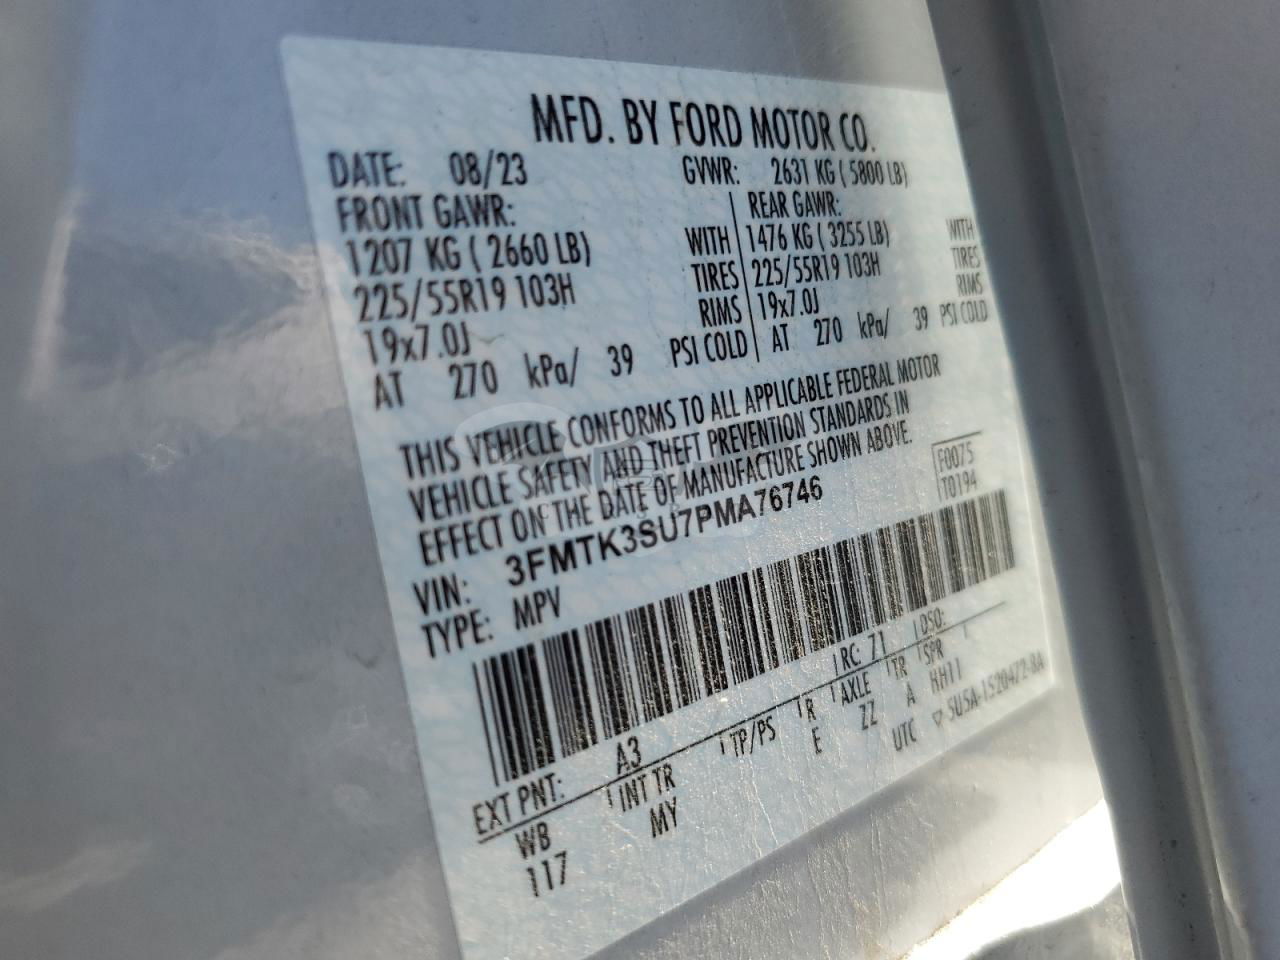 MFD. BY FORD MOTOR CO.
DATE: 08/23 GVWR: 2631 KG ( 5800 LB)
FRONT GAWR: REAR GAWR:
1207 KG ( 2660 LB) WITH 1476 KG ( 3255 LB) WITH
225/55R19 103H TIRES 225/55R19 103H TIRES
19x7.0J RIMS 19x7.0J RIMS
AT 270 kPa/ 39 PSI COLD AT 270 kPa/ 39 PSI COLD
THIS VEHICLE CONFORMS TO ALL APPLICABLE FEDERAL MOTOR
VEHICLE SAFETY AND THEFT PREVENTION STANDARDS IN
EFFECT ON THE DATE OF MANUFACTURE SHOWN ABOVE.
F0075
T0194
VIN: 3FMTK3SU7PMA76746
TYPE: MPV
EXT PNT: A3 RC: 71 DSO:
WB INT TR TP/PS R AXLE TR SPR
117 MY E ZZ A HH11
UTC ▽ SU5A-1520472-BA